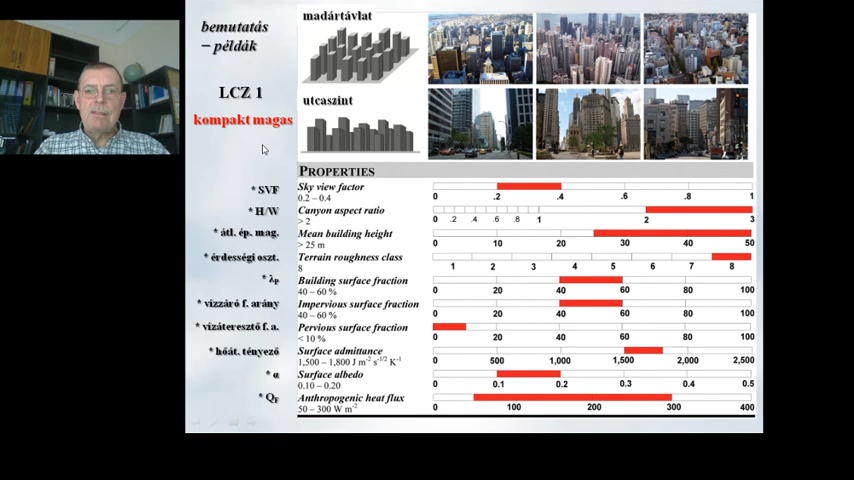 bemutatás
– példák
LCZ 1
kompakt magas
madártávlat
utcaszint
PROPERTIES
* SVF
Sky view factor
0.2 – 0.4
0 .2 .4 .6 .8 1
* H/W
Canyon aspect ratio
> 2
0 .2 .4 .6 .8 1 2 3
* átl. ép. mag.
Mean building height
> 25 m
0 10 20 30 40 50
* érdességi oszt.
Terrain roughness class
8
1 2 3 4 5 6 7 8
* λP
Building surface fraction
40 – 60 %
0 20 40 60 80 100
* vízzáró f. arány
Impervious surface fraction
40 – 60 %
0 20 40 60 80 100
* vízáteresztő f. a.
Pervious surface fraction
< 10 %
0 20 40 60 80 100
* hőát. tényező
Surface admittance
1,500 – 1,800 J m⁻² s⁻¹/² K⁻¹
0 500 1,000 1,500 2,000 2,500
* α
Surface albedo
0.10 – 0.20
0 0.1 0.2 0.3 0.4 0.5
* QF
Anthropogenic heat flux
50 – 300 W m⁻²
0 100 200 300 400